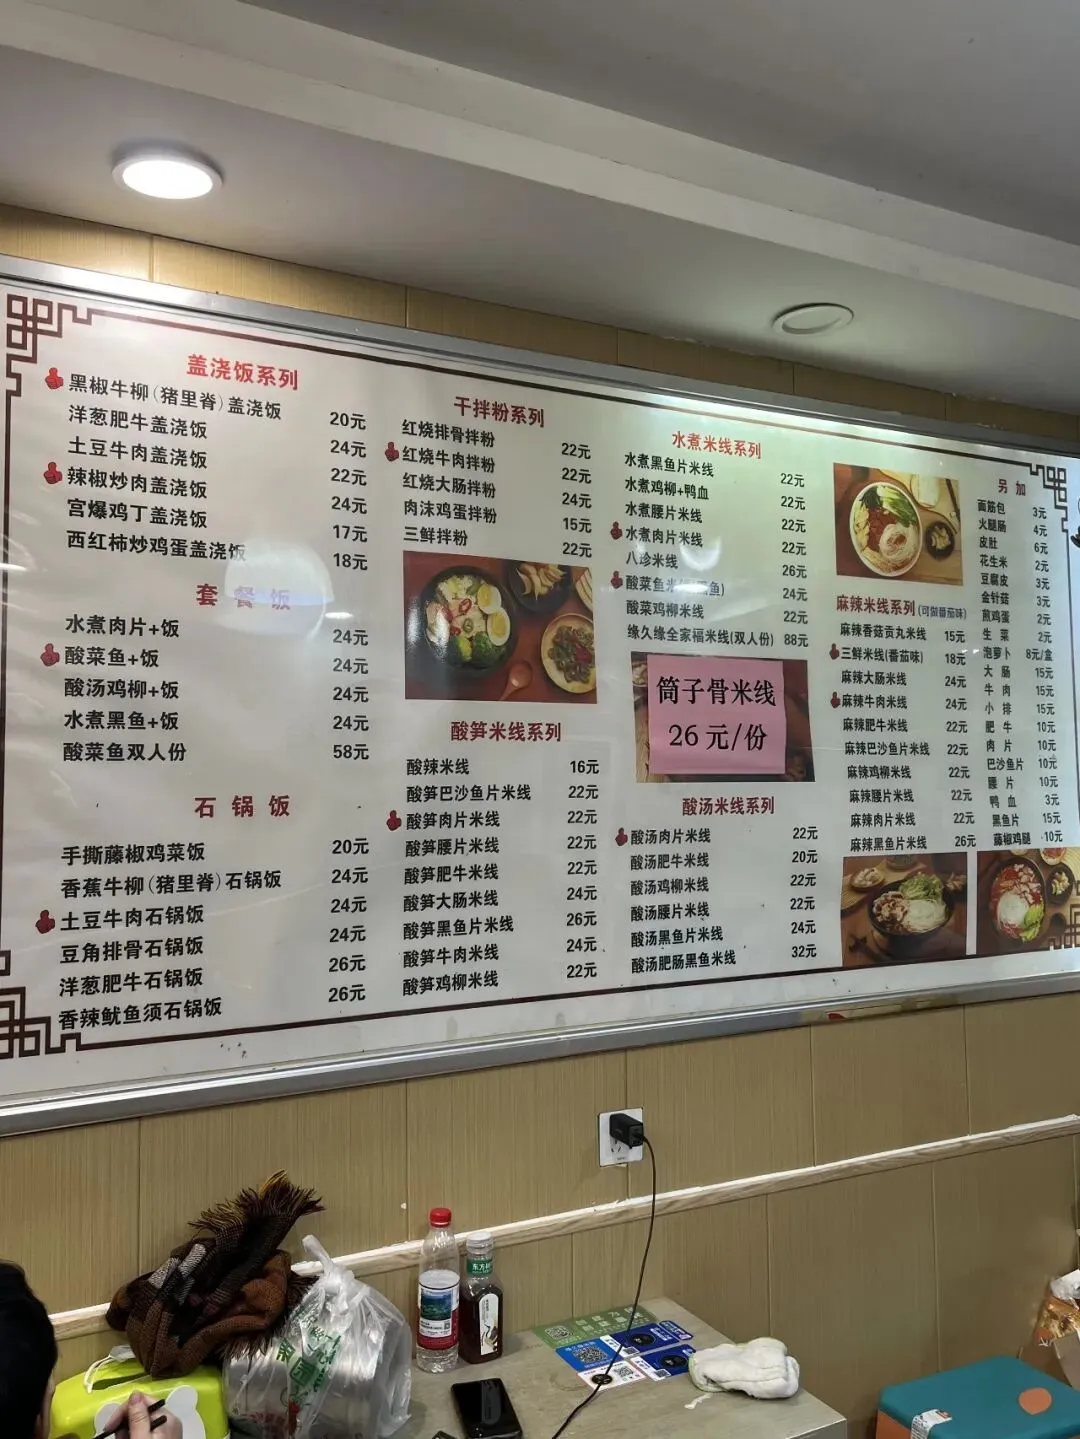 盖浇饭系列
黑椒牛柳(猪里脊)盖浇饭 20元
洋葱肥牛盖浇饭 24元
土豆牛肉盖浇饭 22元
辣椒炒肉盖浇饭 24元
宫爆鸡丁盖浇饭 17元
西红柿炒鸡蛋盖浇饭 18元
套餐饭
水煮肉片+饭 24元
酸菜鱼+饭 24元
酸汤鸡柳+饭 24元
水煮黑鱼+饭 24元
酸菜鱼双人份 58元
石锅饭
手撕藤椒鸡菜饭 20元
香蕉牛柳(猪里脊)石锅饭 24元
土豆牛肉石锅饭 24元
豆角排骨石锅饭 24元
洋葱肥牛石锅饭 26元
香辣鱿鱼须石锅饭 26元
干拌粉系列
红烧排骨拌粉 22元
红烧牛肉拌粉 22元
红烧大肠拌粉 24元
肉沫鸡蛋拌粉 15元
三鲜拌粉 22元
酸笋米线系列
酸辣米线 16元
酸笋巴沙鱼片米线 22元
酸笋肉片米线 22元
酸笋腰片米线 22元
酸笋肥牛米线 22元
酸笋大肠米线 24元
酸笋黑鱼片米线 26元
酸笋牛肉米线 24元
酸笋鸡柳米线 22元
水煮米线系列
水煮黑鱼片米线 22元
水煮鸡柳+鸭血 22元
水煮腰片米线 22元
水煮肉片米线 22元
八珍米线 26元
酸菜鱼米 鱼) 24元
酸菜鸡柳米线 22元
缘久缘全家福米线(双人份) 88元
筒子骨米线
26元/份
酸汤米线系列
酸汤肉片米线 22元
酸汤肥牛米线 20元
酸汤鸡柳米线 22元
酸汤腰片米线 22元
酸汤黑鱼片米线 24元
酸汤肥肠黑鱼米线 32元
麻辣米线系列(可做番茄味)
麻辣香菇贡丸米线 15元
三鲜米线(番茄味) 18元
麻辣大肠米线 24元
麻辣牛肉米线 24元
麻辣肥牛米线 22元
麻辣巴沙鱼片米线 22元
麻辣鸡柳米线 22元
麻辣腰片米线 22元
麻辣肉片米线 22元
麻辣黑鱼片米线 26元
另加
面筋包 3元
火腿肠 4元
皮肚 6元
花生米 2元
豆腐皮 3元
金针菇 3元
煎鸡蛋 2元
生菜 2元
泡萝卜 8元/盒
大肠 15元
牛肉 15元
小排 15元
肥牛 10元
肉片 10元
巴沙鱼片 10元
腰片 10元
鸭血 3元
黑鱼片 15元
藤椒鸡腿 10元